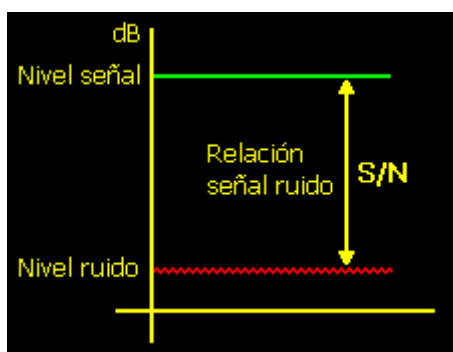 dB
Nivel señal
Relación
señal ruido
S/N
Nivel ruido